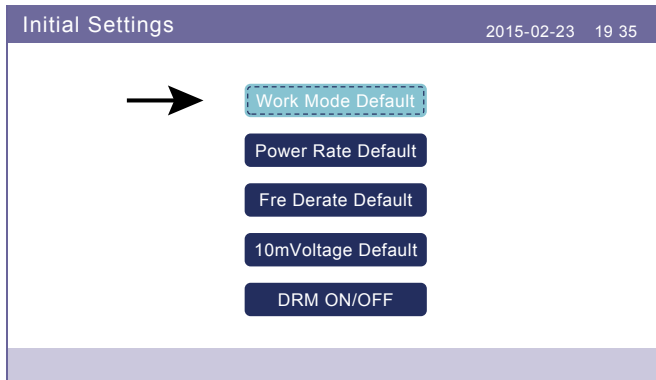 Initial Settings
2015-02-23 19 35
Work Mode Default
Power Rate Default
Fre Derate Default
10mVoltage Default
DRM ON/OFF